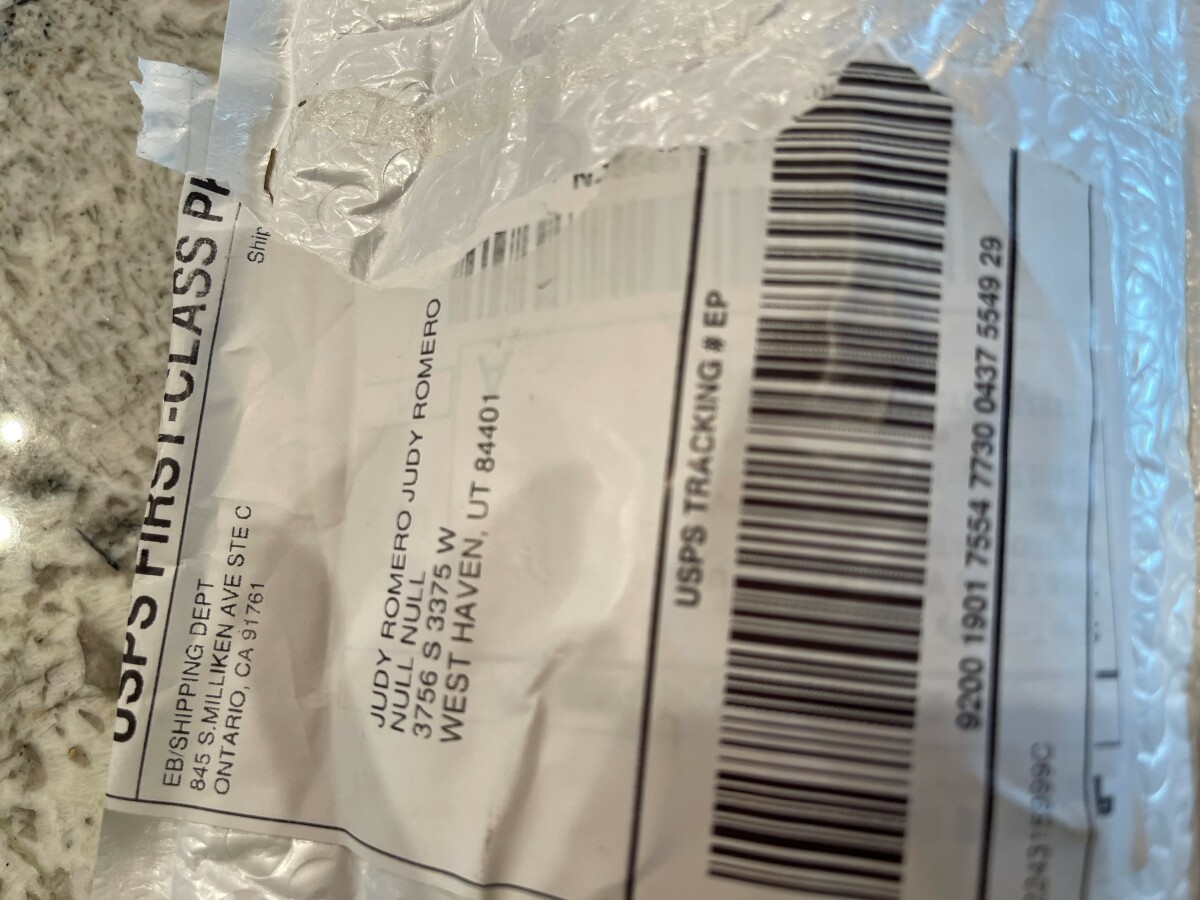 USPS FIRST-CLASS
EB/SHIPPING DEPT
845 S.MILLIKEN AVE STE C
ONTARIO, CA 91761
Ship
JUDY ROMERO JUDY ROMERO
NULL NULL
3756 S 3375 W
WEST HAVEN, UT 84401
USPS TRACKING # EP
9200 1901 7554 7730 0437 5549 29